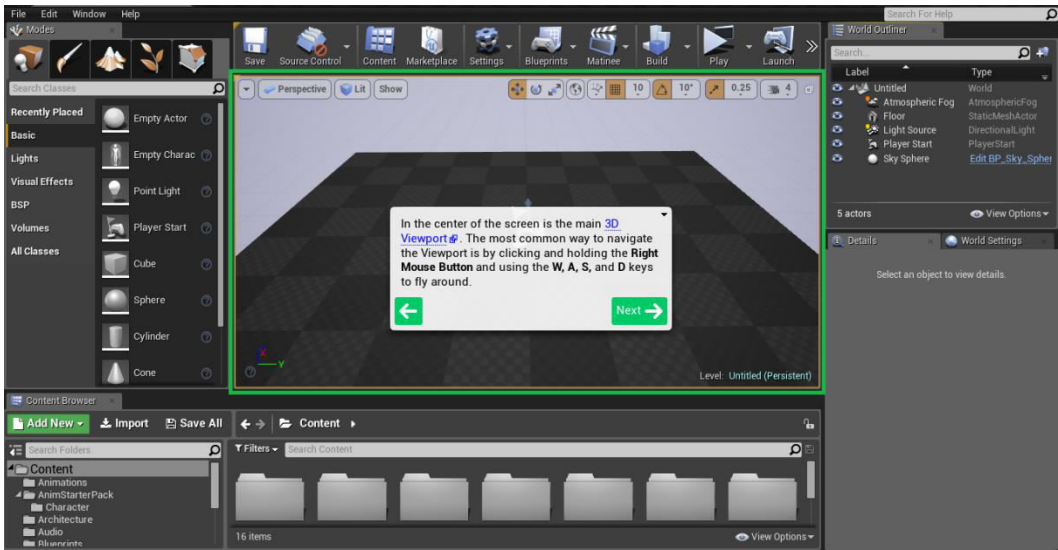 File Edit Window Help
Search For Help
Modes
Save Source Control Content Marketplace Settings Blueprints Matinee Build Play Launch
World Outliner
Search...
Label Type
Untitled World
Atmospheric Fog AtmosphericFog
Floor StaticMeshActor
Light Source DirectionalLight
Player Start PlayerStart
Sky Sphere Edit BP_Sky_Spher
5 actors View Options
Details World Settings
Select an object to view details.
Search Classes
Recently Placed
Basic
Lights
Visual Effects
BSP
Volumes
All Classes
Empty Actor
Empty Charac
Point Light
Player Start
Cube
Sphere
Cylinder
Cone
Perspective Lit Show 10 10° 0.25 4
In the center of the screen is the main 3D
Viewport. The most common way to navigate
the Viewport is by clicking and holding the Right
Mouse Button and using the W, A, S, and D keys
to fly around.
Next
X
Y
Level: Untitled (Persistent)
Content Browser
Add New Import Save All Content
Search Folders
Filters Search Content
Content
Animations
AnimStarterPack
Character
Architecture
Audio
Blueprints
16 items View Options